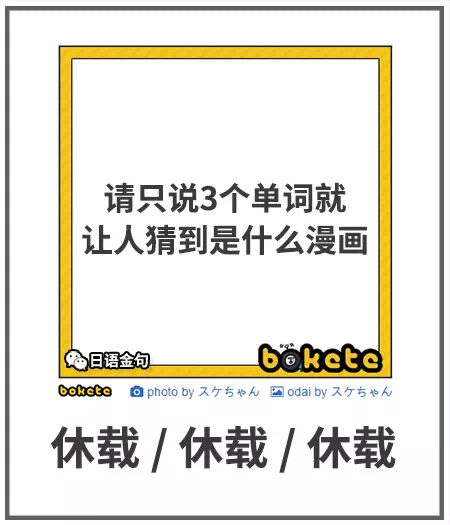 请只说3个单词就
让人猜到是什么漫画
日语金句
bokete
bokete photo by スケちゃん odai by スケちゃん
休载 / 休载 / 休载